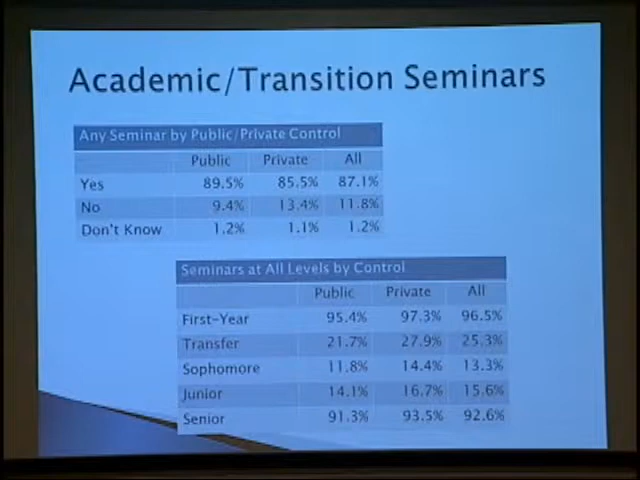 Academic/Transition Seminars
Any Seminar by Public/Private Control
Public Private All
Yes 89.5% 85.5% 87.1%
No 9.4% 13.4% 11.8%
Don't Know 1.2% 1.1% 1.2%
Seminars at All Levels by Control
Public Private All
First-Year 95.4% 97.3% 96.5%
Transfer 21.7% 27.9% 25.3%
Sophomore 11.8% 14.4% 13.3%
Junior 14.1% 16.7% 15.6%
Senior 91.3% 93.5% 92.6%